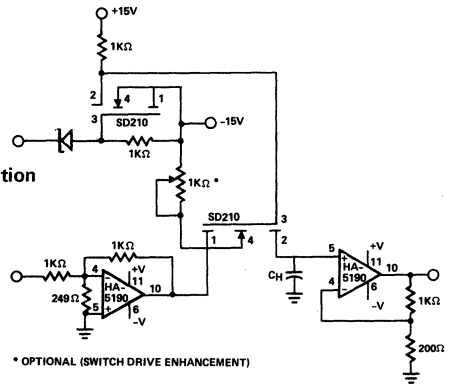 +15V
1KΩ
2
4
1
3
SD210
-15V
1KΩ
tion
1KΩ *
SD210
3
1
4
2
1KΩ
1KΩ
4
-
+V
11
HA-
5190
10
249Ω
5
+
6
-V
CH
5
+
+V
11
HA-
5190
10
4
-
6
-V
1KΩ
200Ω
* OPTIONAL (SWITCH DRIVE ENHANCEMENT)